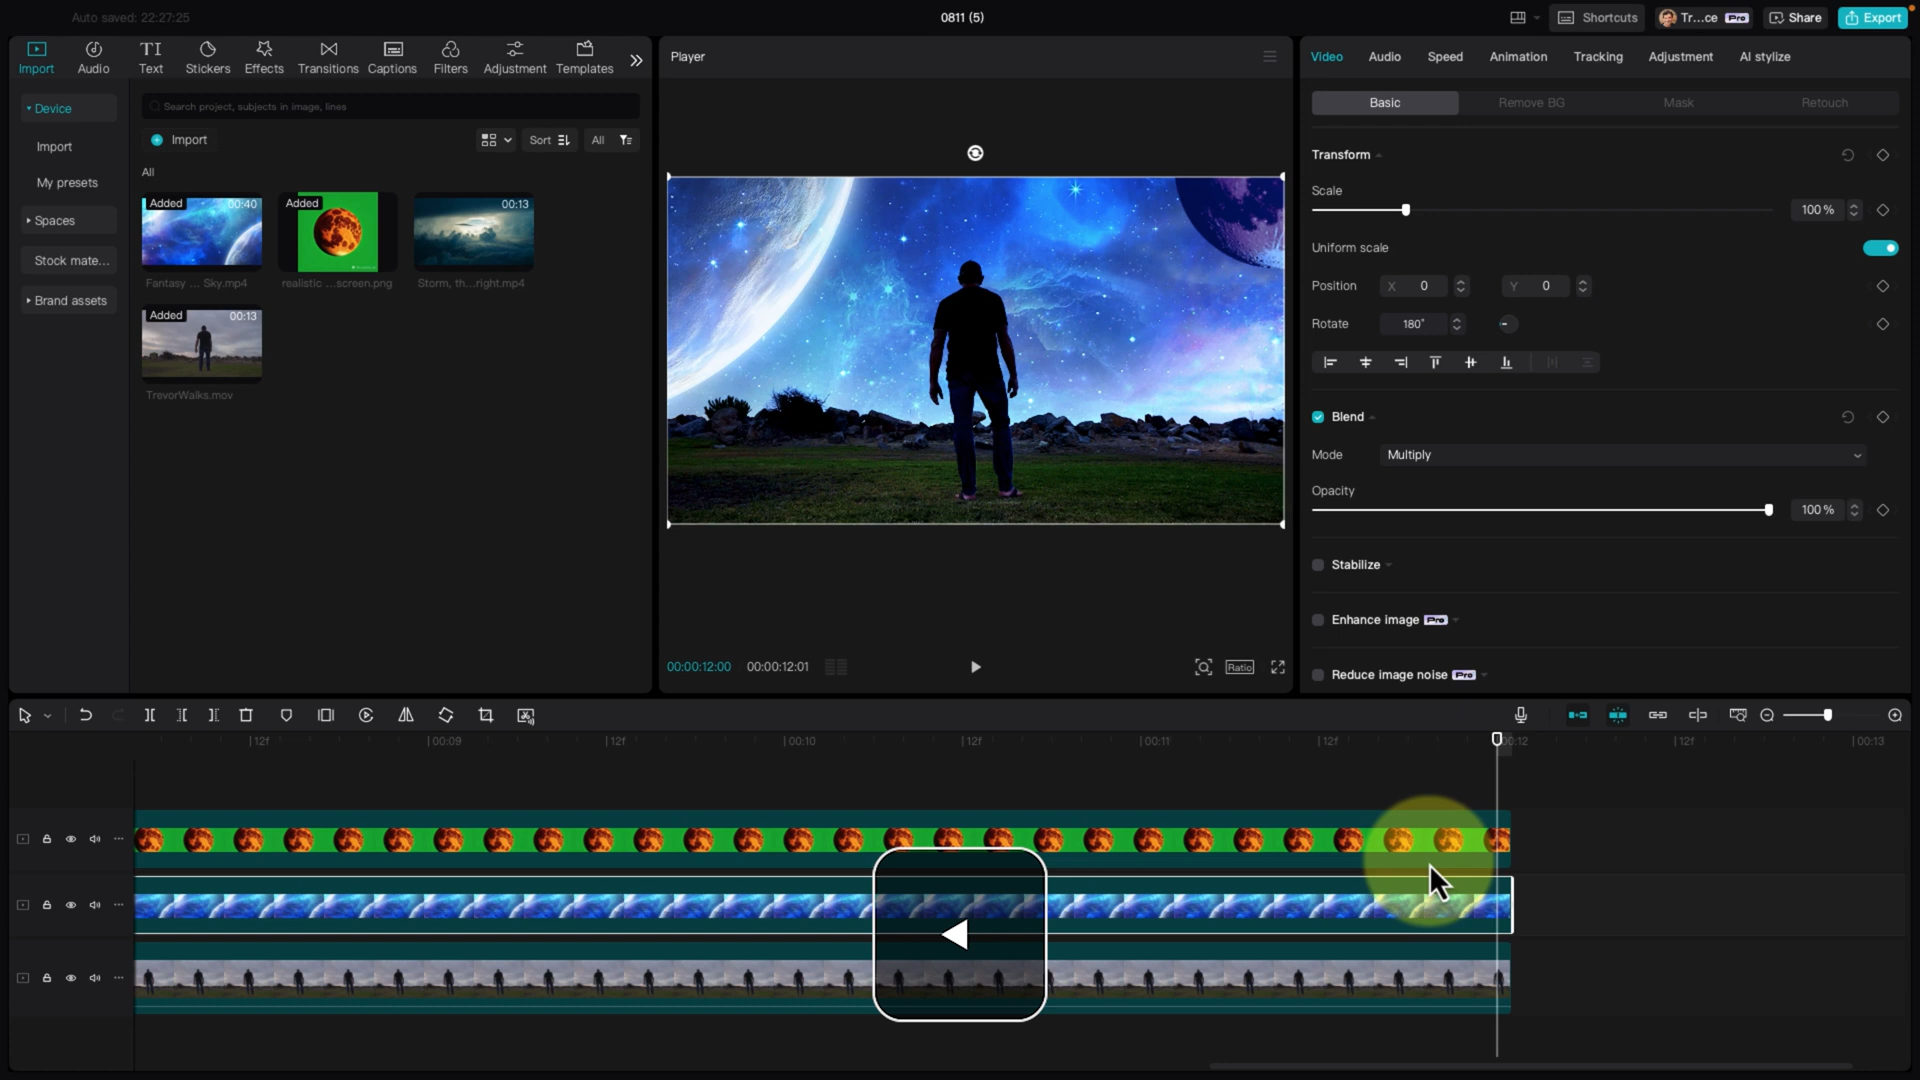 Auto saved: 22:27:25
0811 (5)
Shortcuts
Tr...ce Pro
Share
Export
Import
Audio
TI
Text
Stickers
Effects
Transitions
Captions
Filters
Adjustment
Templates
Device
Import
My presets
Spaces
Stock mate...
Brand assets
Search project, subjects in image, lines
Import
Sort
All
All
Added 00:40
Fantasy ... Sky.mp4
Added
realistic ...screen.png
00:13
Storm, th...right.mp4
Added 00:13
TrevorWalks.mov
Player
00:00:12:00 00:00:12:01
Ratio
Video Audio Speed Animation Tracking Adjustment AI stylize
Basic Remove BG Mask Retouch
Transform
Scale
100 %
Uniform scale
Position X 0 Y 0
Rotate 180°
Blend
Mode Multiply
Opacity
100 %
Stabilize
Enhance image Pro
Reduce image noise Pro
12f 00:09 12f 00:10 12f 00:11 12f 00:12 12f 00:13